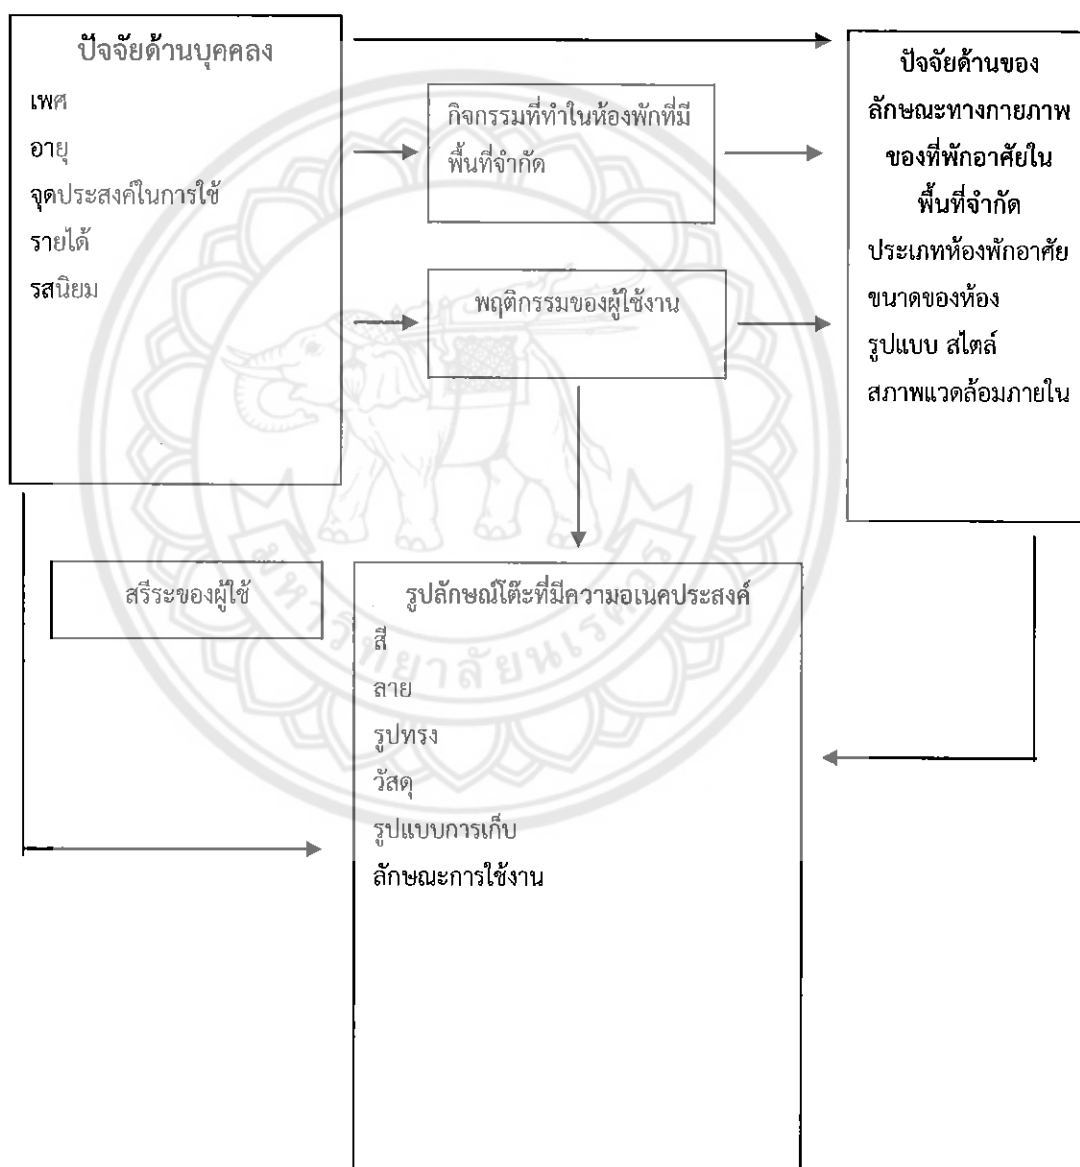 ปัจจัยด้านบุคคลง
เพศ
อายุ
จุดประสงค์ในการใช้
รายได้
รสนิยม
กิจกรรมที่ทำในห้องพักที่มี
พื้นที่จำกัด
พฤติกรรมของผู้ใช้งาน
ปัจจัยด้านของ
ลักษณะทางกายภาพ
ของที่พักอาศัยใน
พื้นที่จำกัด
ประเภทห้องพักอาศัย
ขนาดของห้อง
รูปแบบ สไตล์
สภาพแวดล้อมภายใน
สรีระของผู้ใช้
รูปลักษณ์โต๊ะที่มีความอเนคประสงค์
สี
ลาย
รูปทรง
วัสดุ
รูปแบบการเก็บ
ลักษณะการใช้งาน